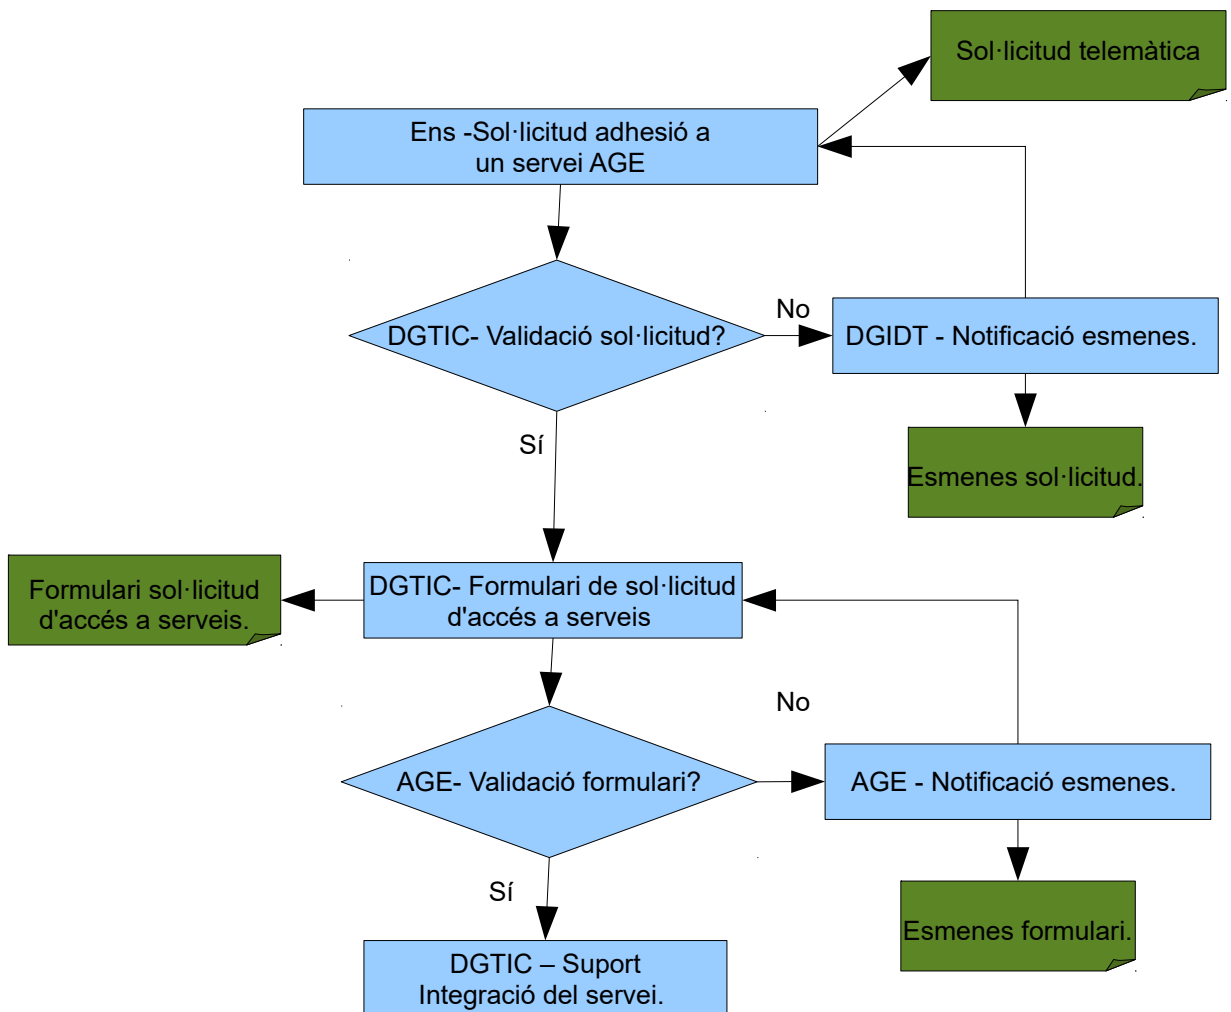 Sol·licitud telemàtica
Ens -Sol·licitud adhesió a
un servei AGE
DGTIC- Validació sol·licitud?
No
DGIDT - Notificació esmenes.
Sí
Esmenes sol·licitud.
Formulari sol·licitud
d'accés a serveis.
DGTIC- Formulari de sol·licitud
d'accés a serveis
No
AGE- Validació formulari?
AGE - Notificació esmenes.
Sí
Esmenes formulari.
DGTIC – Suport
Integració del servei.